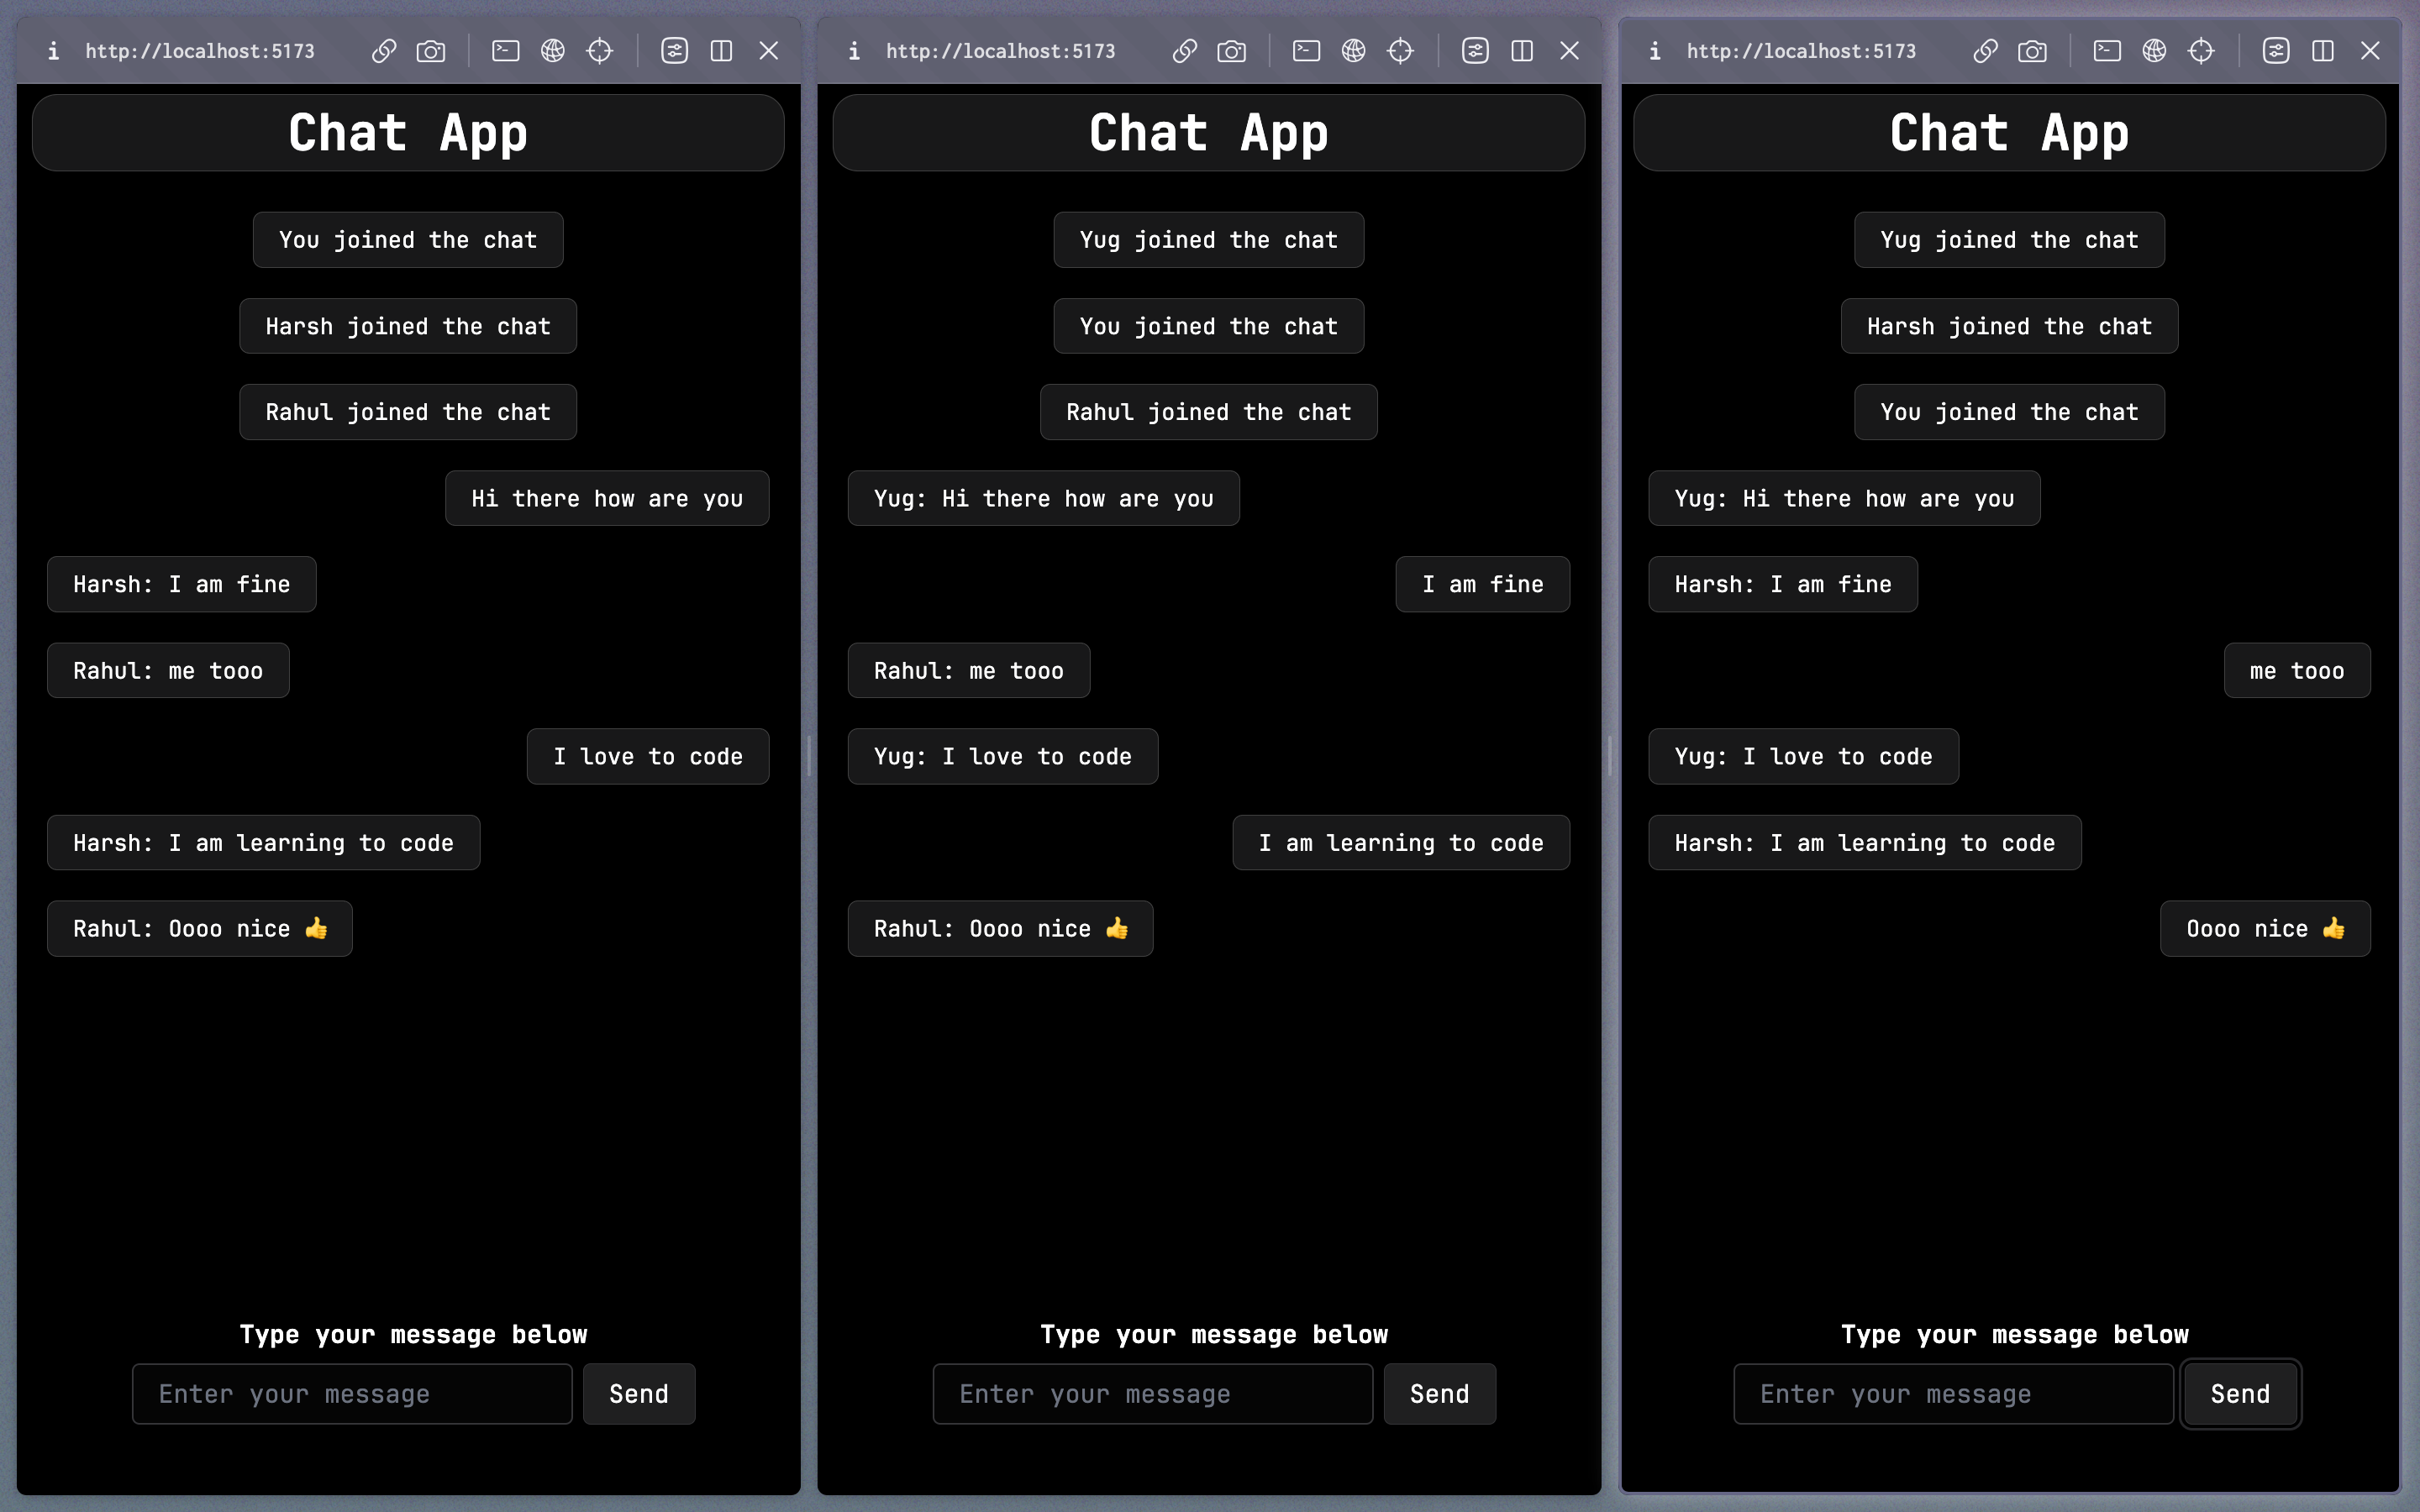 http://localhost:5173
Chat App
You joined the chat
Harsh joined the chat
Rahul joined the chat
Hi there how are you
Harsh: I am fine
Rahul: me tooo
I love to code
Harsh: I am learning to code
Rahul: Oooo nice 👍
Type your message below
Enter your message
Send
http://localhost:5173
Chat App
Yug joined the chat
You joined the chat
Rahul joined the chat
Yug: Hi there how are you
I am fine
Rahul: me tooo
Yug: I love to code
I am learning to code
Rahul: Oooo nice 👍
Type your message below
Enter your message
Send
http://localhost:5173
Chat App
Yug joined the chat
Harsh joined the chat
You joined the chat
Yug: Hi there how are you
Harsh: I am fine
me tooo
Yug: I love to code
Harsh: I am learning to code
Oooo nice 👍
Type your message below
Enter your message
Send